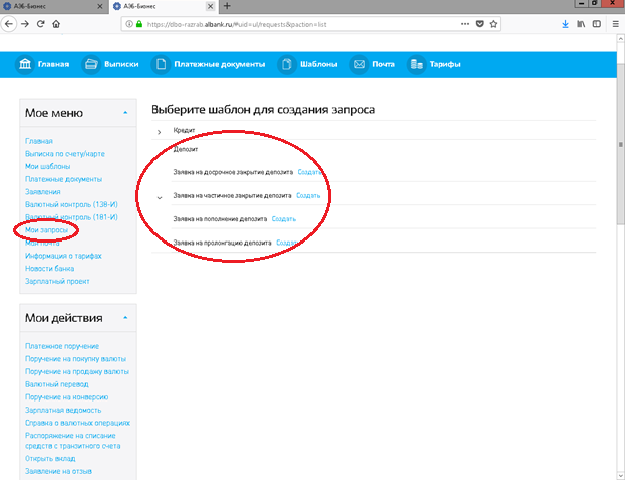 АЭБ-Бизнес
АЭБ-Бизнес
https://dbo-razrab.albank.ru/#uid=ul/requests&paction=list
Главная
Выписки
Платежные документы
Шаблоны
Почта
Тарифы
Мое меню
Главная
Выписка по счету/карте
Мои шаблоны
Платежные документы
Заявления
Валютный контроль (138-И)
Валютный контроль (181-И)
Мои запросы
Моя почта
Информация о тарифах
Новости банка
Зарплатный проект
Мои действия
Платежное поручение
Поручение на покупку валюты
Поручение на продажу валюты
Валютный перевод
Поручение на конверсию
Зарплатная ведомость
Справка о валютных операциях
Распоряжение на списание
средств с транзитного счета
Открыть вклад
Заявление на отзыв
Выберите шаблон для создания запроса
Кредит
Депозит
Заявка на досрочное закрытие депозита Создать
Заявка на частичное закрытие депозита Создать
Заявка на пополнение депозита Создать
Заявка на пролонгацию депозита Создать